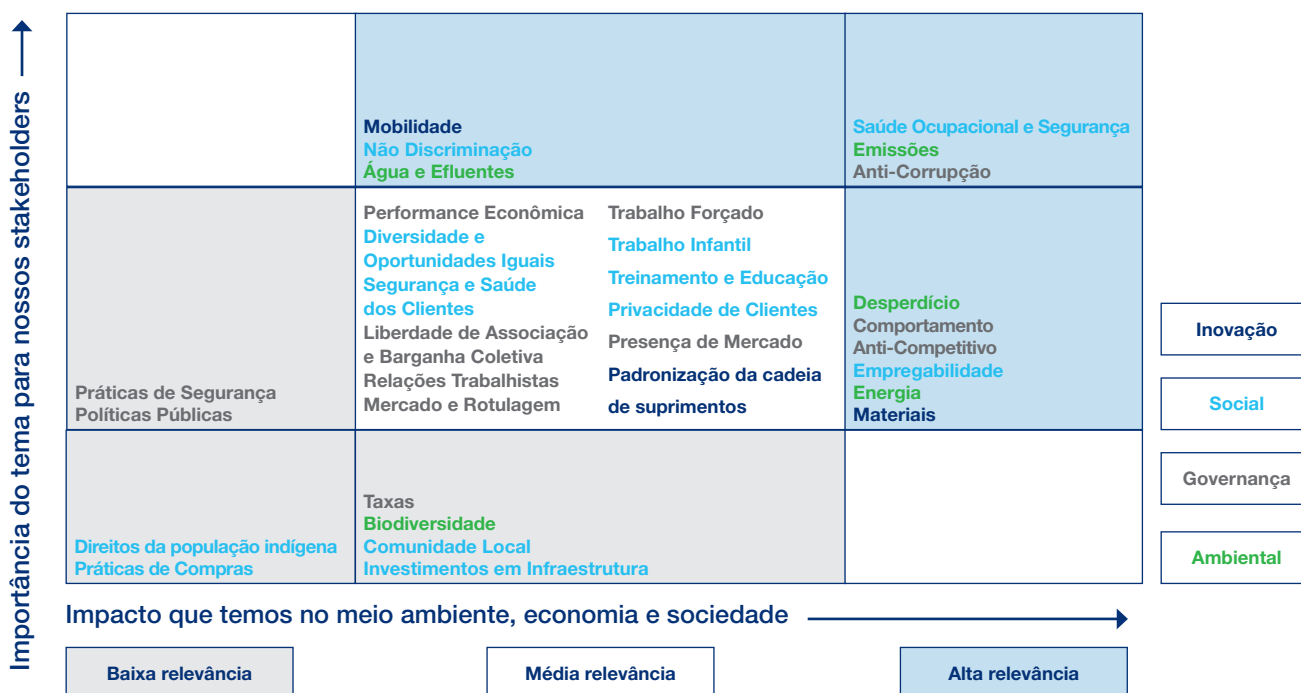 Importância do tema para nossos stakeholders
Mobilidade
Não Discriminação
Água e Efluentes
Saúde Ocupacional e Segurança
Emissões
Anti-Corrupção
Práticas de Segurança
Políticas Públicas
Performance Econômica
Diversidade e
Oportunidades Iguais
Segurança e Saúde
dos Clientes
Liberdade de Associação
e Barganha Coletiva
Relações Trabalhistas
Mercado e Rotulagem
Trabalho Forçado
Trabalho Infantil
Treinamento e Educação
Privacidade de Clientes
Presença de Mercado
Padronização da cadeia
de suprimentos
Desperdício
Comportamento
Anti-Competitivo
Empregabilidade
Energia
Materiais
Direitos da população indígena
Práticas de Compras
Taxas
Biodiversidade
Comunidade Local
Investimentos em Infraestrutura
Inovação
Social
Governança
Ambiental
Impacto que temos no meio ambiente, economia e sociedade
Baixa relevância
Média relevância
Alta relevância